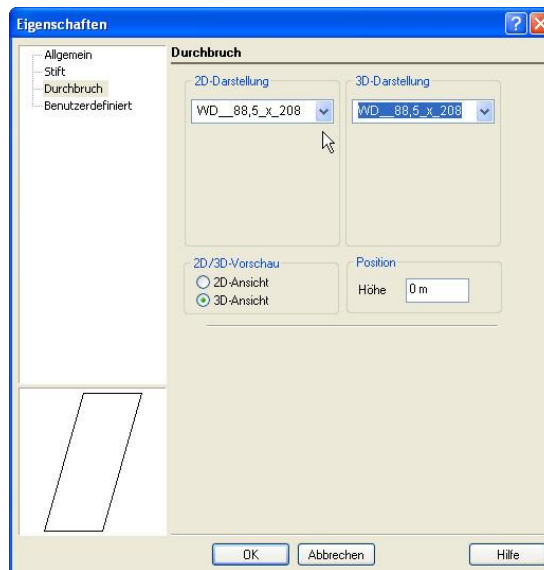 Eigenschaften
Allgemein
Stift
Durchbruch
Benutzerdefiniert
Durchbruch
2D-Darstellung
WD__88,5_x_208
3D-Darstellung
WD__88,5_x_208
2D/3D-Vorschau
2D-Ansicht
3D-Ansicht
Position
Höhe 0 m
OK Abbrechen Hilfe